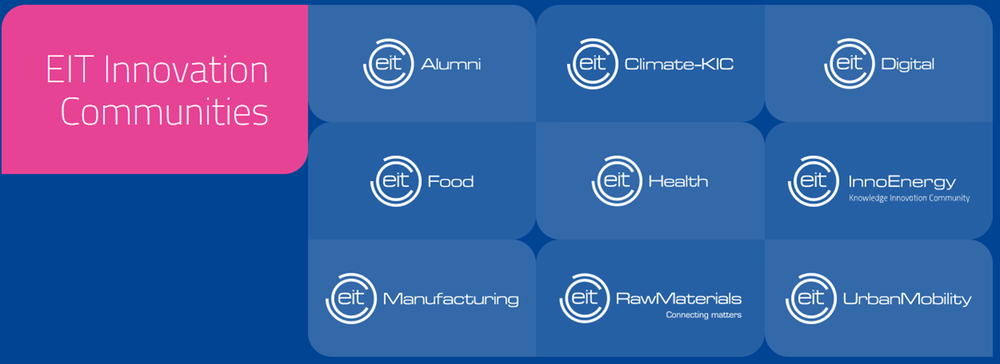 EIT Innovation
Communities
eit Alumni
eit Climate-KIC
eit Digital
eit Food
eit Health
eit InnoEnergy
Knowledge Innovation Community
eit Manufacturing
eit RawMaterials
Connecting matters
eit UrbanMobility